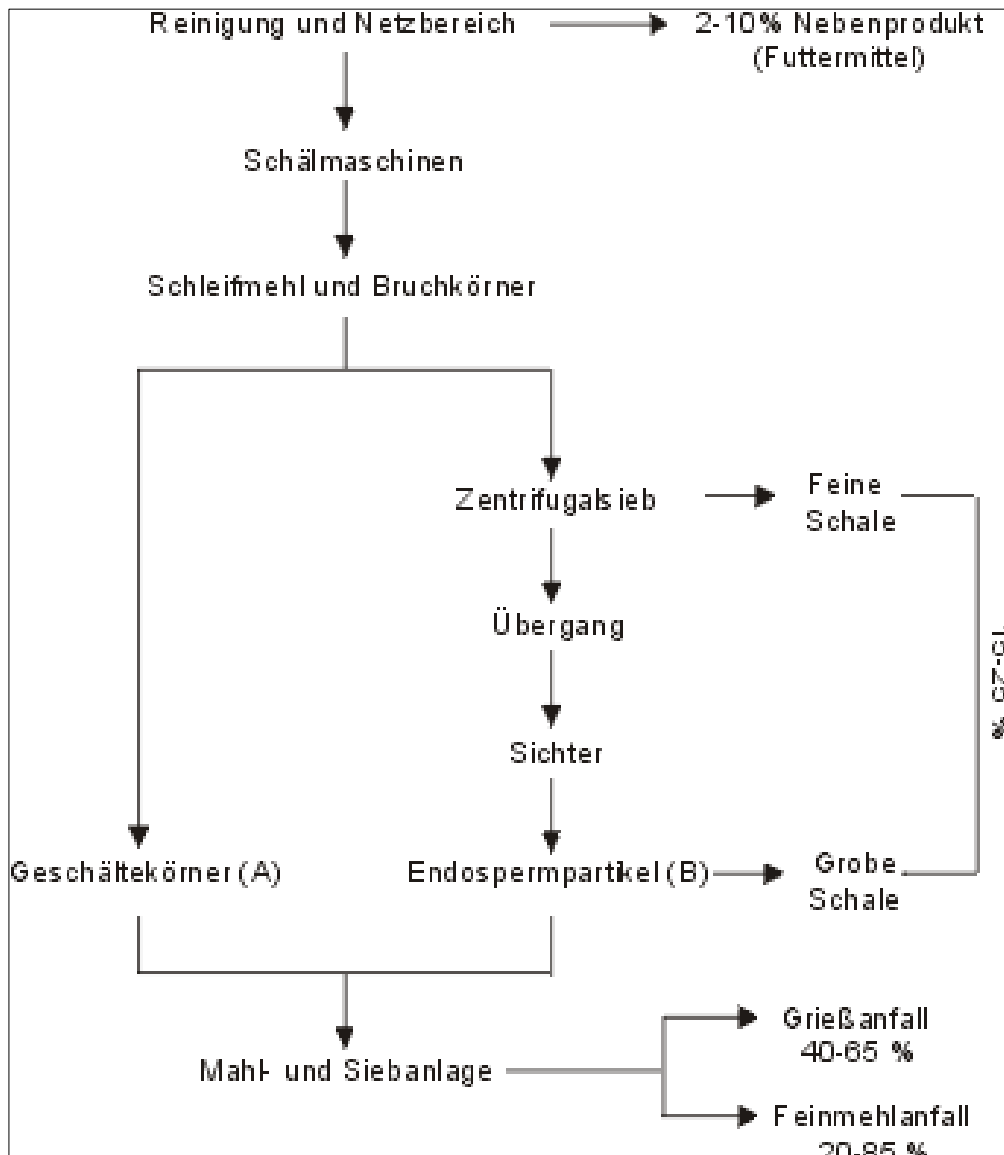 Reinigung und Netzbereich
2-10% Nebenprodukt
(Futtermittel)
Schälmaschinen
Schleifmehl und Bruchkörner
Zentrifugalsieb
Feine
Schale
Übergang
Sichter
%
Geschältekörner (A)
Endospermpartikel (B)
Grobe
Schale
Grießanfall
40-65 %
Mahl- und Siebanlage
Feinmehlanfall